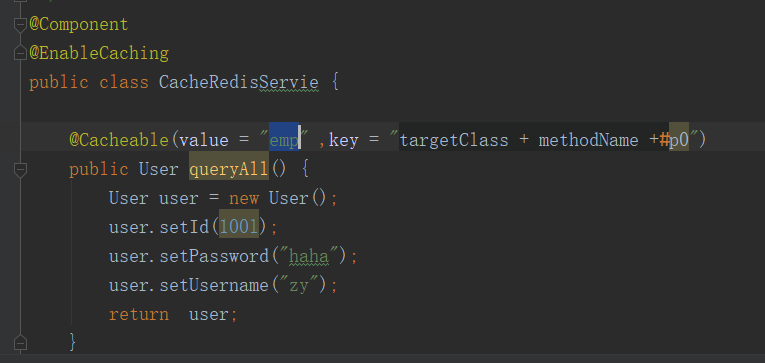 @Component
@EnableCaching
public class CacheRedisServie {
@Cacheable(value = "emp" ,key = "targetClass + methodName +#p0")
public User queryAll() {
User user = new User();
user.setId(1001);
user.setPassword("haha");
user.setUsername("zy");
return  user;
}